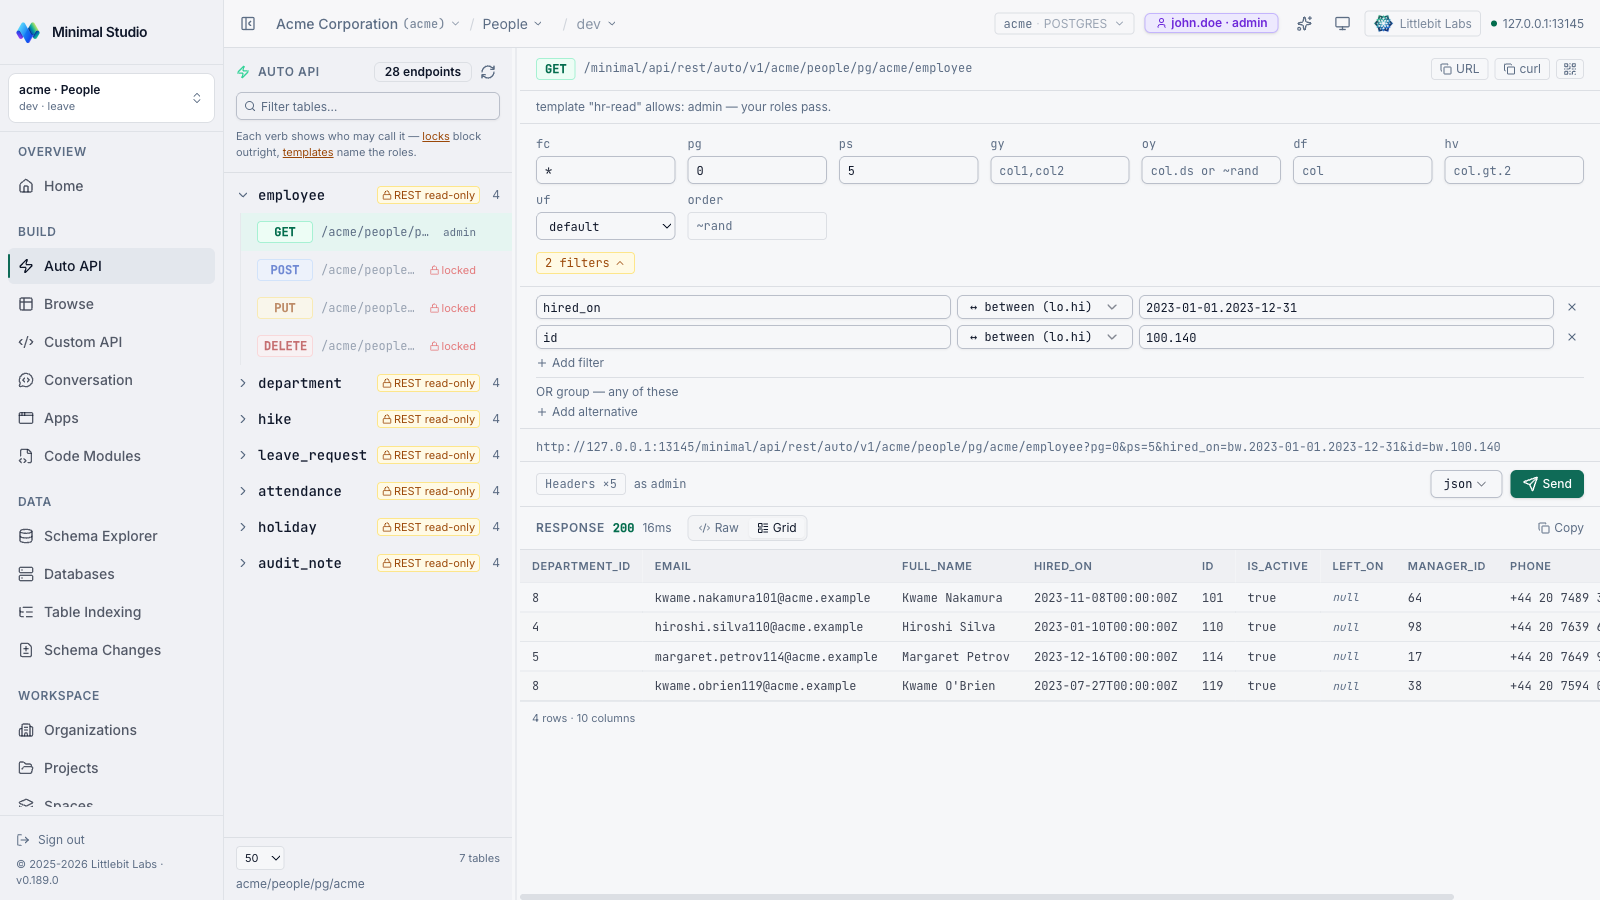 Minimal Studio
acme · People
dev · leave
OVERVIEW
Home
BUILD
Auto API
Browse
Custom API
Conversation
Apps
Code Modules
DATA
Schema Explorer
Databases
Table Indexing
Schema Changes
WORKSPACE
Organizations
Projects
Spaces
Sign out
© 2025-2026 Littlebit Labs ·
v0.189.0
Acme Corporation (acme) / People / dev
acme · POSTGRES
john.doe · admin
Littlebit Labs
127.0.0.1:13145
AUTO API
28 endpoints
Filter tables...
Each verb shows who may call it — locks block
outright, templates name the roles.
employee REST read-only 4
GET /acme/people/p… admin
POST /acme/people… locked
PUT /acme/people… locked
DELETE /acme/people… locked
department REST read-only 4
hike REST read-only 4
leave_request REST read-only 4
attendance REST read-only 4
holiday REST read-only 4
audit_note REST read-only 4
50 7 tables
acme/people/pg/acme
GET /minimal/api/rest/auto/v1/acme/people/pg/acme/employee
URL curl
template "hr-read" allows: admin — your roles pass.
fc pg ps gy oy df hv
* 0 5 col1,col2 col.ds or ~rand col col.gt.2
uf order
default ~rand
2 filters
hired_on ↔ between (lo.hi) 2023-01-01.2023-12-31 ×
id ↔ between (lo.hi) 100.140 ×
+ Add filter
OR group — any of these
+ Add alternative
http://127.0.0.1:13145/minimal/api/rest/auto/v1/acme/people/pg/acme/employee?pg=0&ps=5&hired_on=bw.2023-01-01.2023-12-31&id=bw.100.140
Headers ×5 as admin
json Send
RESPONSE 200 16ms Raw Grid Copy
DEPARTMENT_ID EMAIL FULL_NAME HIRED_ON ID IS_ACTIVE LEFT_ON MANAGER_ID PHONE
8 kwame.nakamura101@acme.example Kwame Nakamura 2023-11-08T00:00:00Z 101 true null 64 +44 20 7489
4 hiroshi.silva110@acme.example Hiroshi Silva 2023-01-10T00:00:00Z 110 true null 98 +44 20 7639
5 margaret.petrov114@acme.example Margaret Petrov 2023-12-16T00:00:00Z 114 true null 17 +44 20 7649
8 kwame.obrien119@acme.example Kwame O'Brien 2023-07-27T00:00:00Z 119 true null 38 +44 20 7594
4 rows · 10 columns